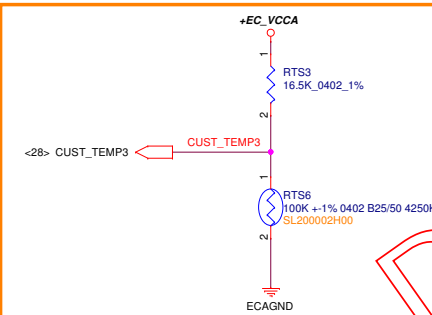 +EC_VCCA
1
RTS3
16.5K_0402_1%
2
CUST_TEMP3
<28> CUST_TEMP3
1
RTS6
100K +-1% 0402 B25/50 4250K
SL200002H00
2
ECAGND